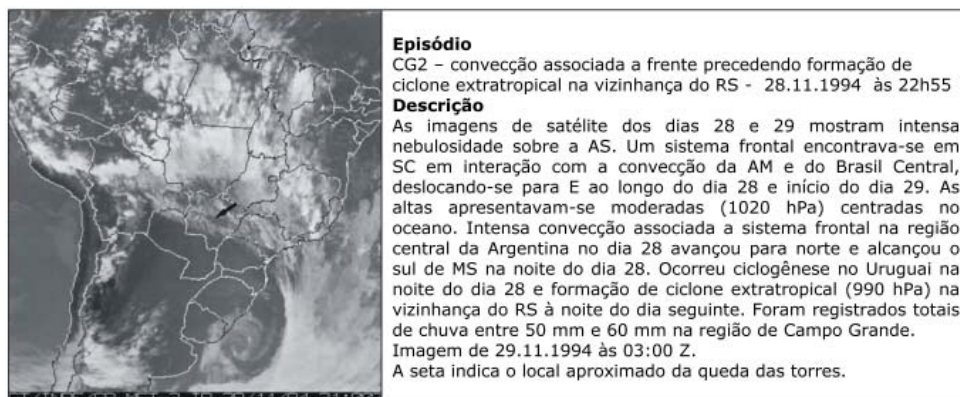 Episódio
CG2 – convecção associada a frente precedendo formação de
ciclone extratropical na vizinhança do RS - 28.11.1994 às 22h55
Descrição
As imagens de satélite dos dias 28 e 29 mostram intensa
nebulosidade sobre a AS. Um sistema frontal encontrava-se em
SC em interação com a convecção da AM e do Brasil Central,
deslocando-se para E ao longo do dia 28 e início do dia 29. As
altas apresentavam-se moderadas (1020 hPa) centradas no
oceano. Intensa convecção associada a sistema frontal na região
central da Argentina no dia 28 avançou para norte e alcançou o
sul de MS na noite do dia 28. Ocorreu ciclogênese no Uruguai na
noite do dia 28 e formação de ciclone extratropical (990 hPa) na
vizinhança do RS à noite do dia seguinte. Foram registrados totais
de chuva entre 50 mm e 60 mm na região de Campo Grande.
Imagem de 29.11.1994 às 03:00 Z.
A seta indica o local aproximado da queda das torres.